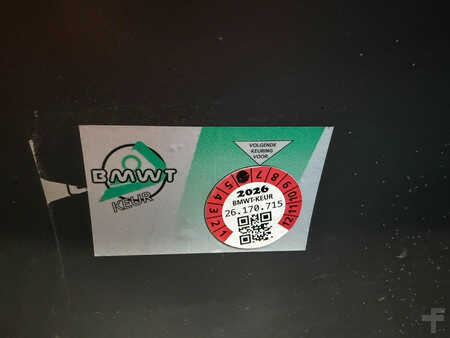 BMWT
KEUR
VOLGENDE
KEURING
VOOR
1 2 3 4 5 7 8 9 10 11 12
2026
BMWT-KEUR
26.170.715